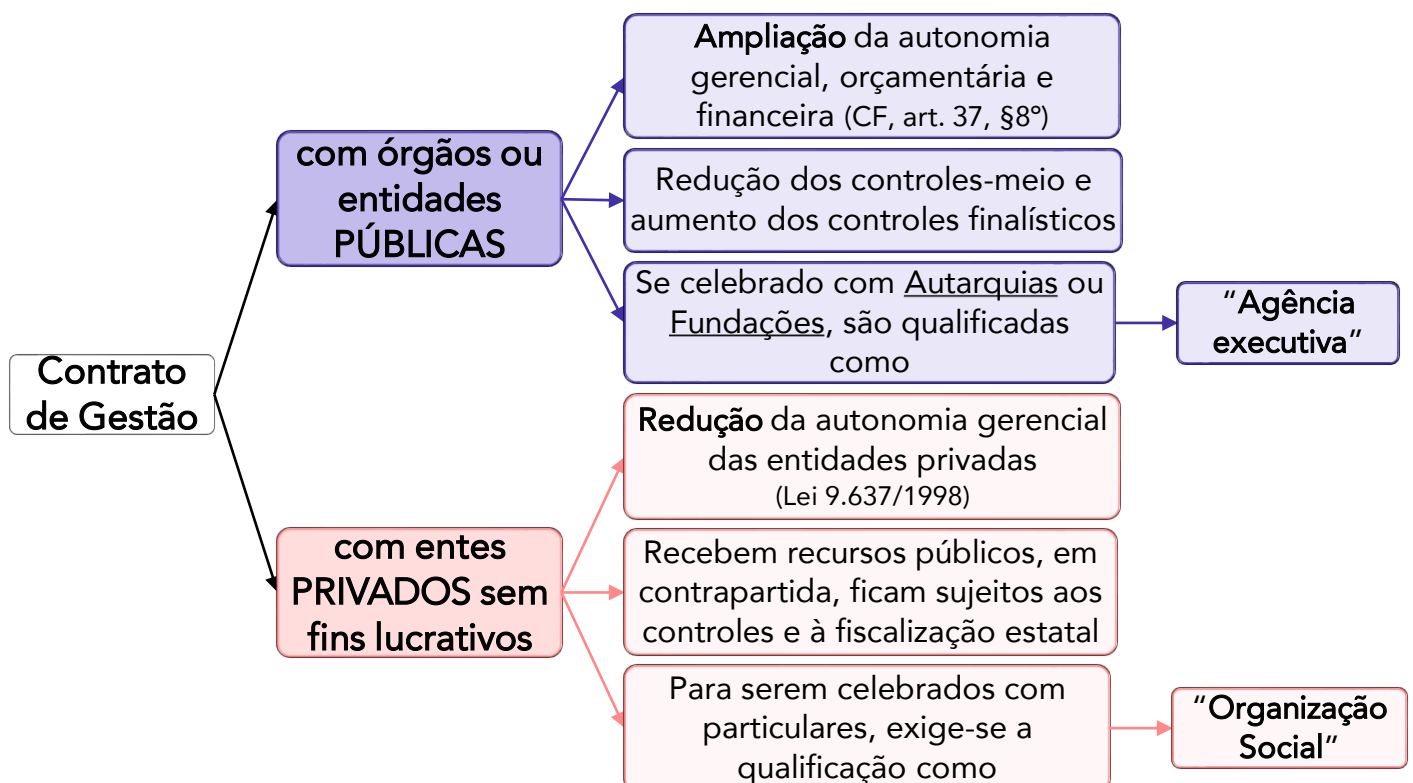 Contrato
de Gestão
com órgãos ou
entidades
PÚBLICAS
Ampliação da autonomia
gerencial, orçamentária e
financeira (CF, art. 37, §8º)
Redução dos controles-meio e
aumento dos controles finalísticos
Se celebrado com Autarquias ou
Fundações, são qualificadas
como
“Agência
executiva”
com entes
PRIVADOS sem
fins lucrativos
Redução da autonomia gerencial
das entidades privadas
(Lei 9.637/1998)
Recebem recursos públicos, em
contrapartida, ficam sujeitos aos
controles e à fiscalização estatal
Para serem celebrados com
particulares, exige-se a
qualificação como
“Organização
Social”